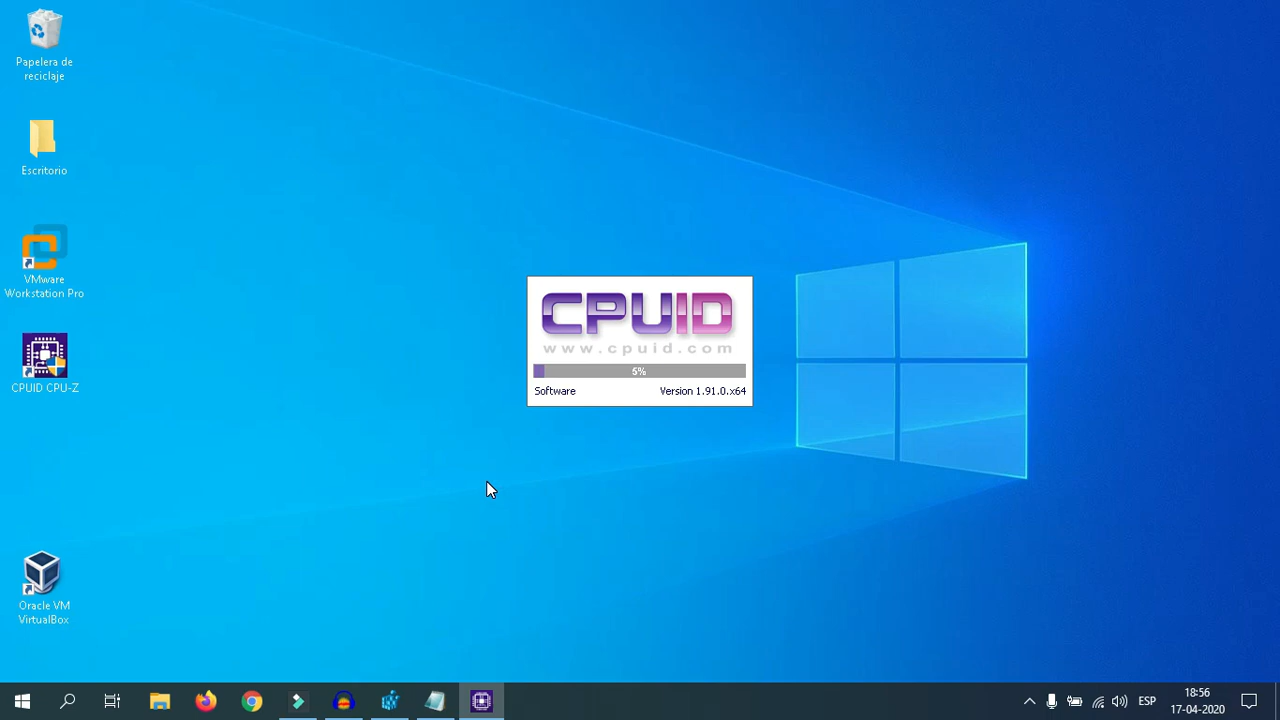 Papelera de
reciclaje
Escritorio
VMware
Workstation Pro
CPUID CPU-Z
Oracle VM
VirtualBox
CPUID
www.cpuid.com
5%
Software Version 1.91.0.x64
ESP
18:56
17-04-2020